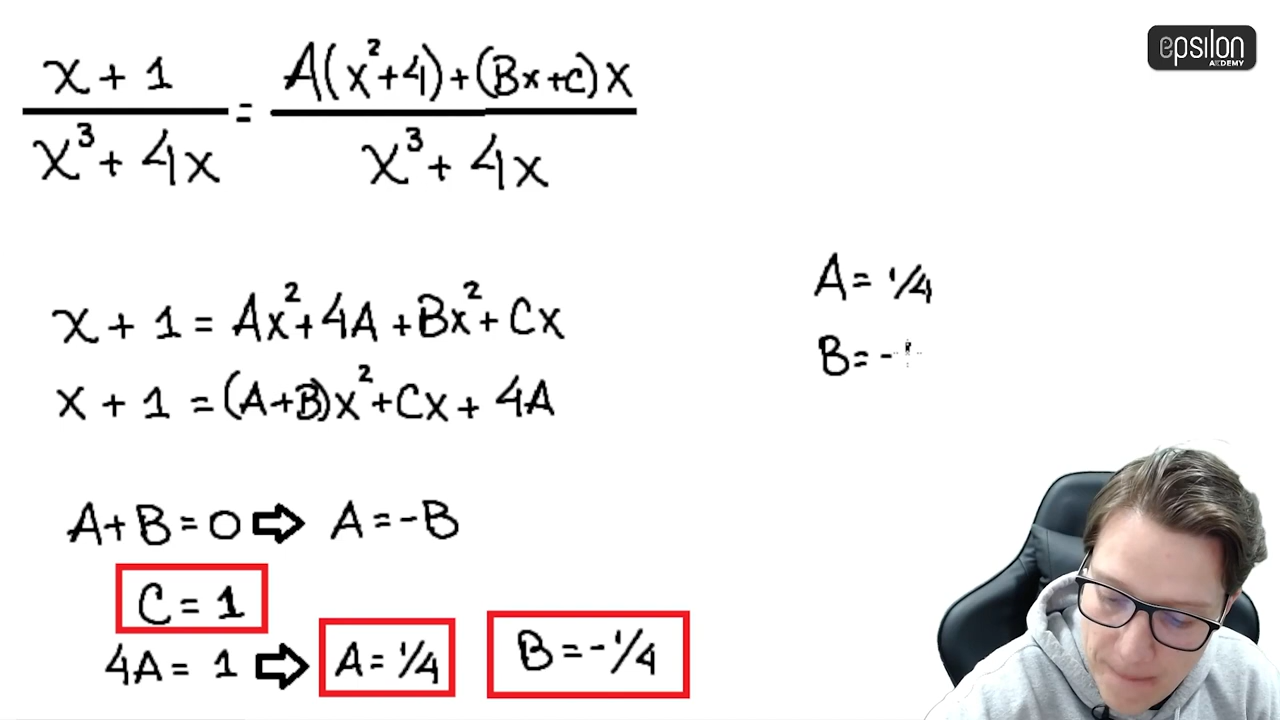 epsilon
AKADEMY
x + 1 / x³ + 4x = A(x²+4)+(Bx+C)x / x³ + 4x
x + 1 = Ax²+4A+Bx²+Cx
x + 1 =(A+B)x²+Cx+ 4A
A+B=0 ⇨ A=-B
C=1
4A= 1 ⇨ A=1/4 B=-1/4
A=1/4
B=-